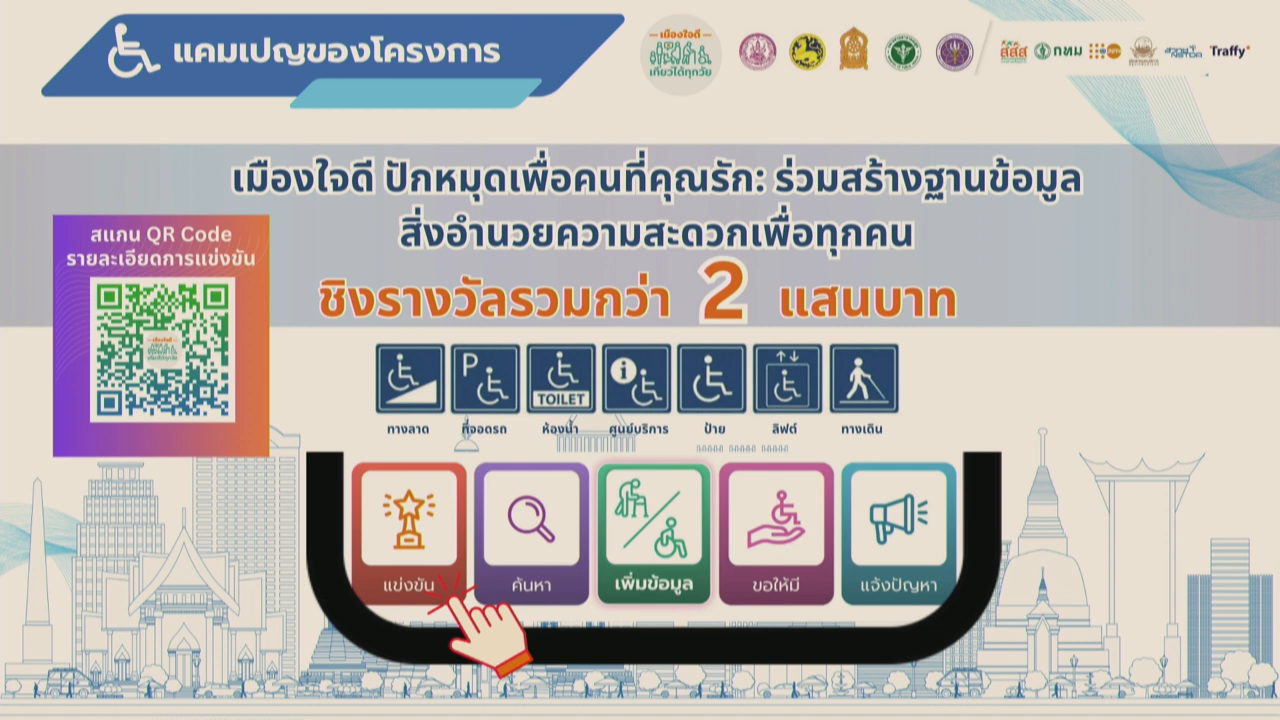 แคมเปญของโครงการ
เมืองใจดี
เที่ยวได้ทุกวัย
สสส
กทม
NSTDA
Traffy
เมืองใจดี ปักหมุดเพื่อคนที่คุณรัก: ร่วมสร้างฐานข้อมูล
สิ่งอำนวยความสะดวกเพื่อทุกคน
ชิงรางวัลรวมกว่า 2 แสนบาท
สแกน QR Code
รายละเอียดการแข่งขัน
P
i
TOILET
ทางลาด ที่จอดรถ ห้องน้ำ ศูนย์บริการ ป้าย ลิฟต์ ทางเดิน
แข่งขัน ค้นหา เพิ่มข้อมูล ขอให้มี แจ้งปัญหา